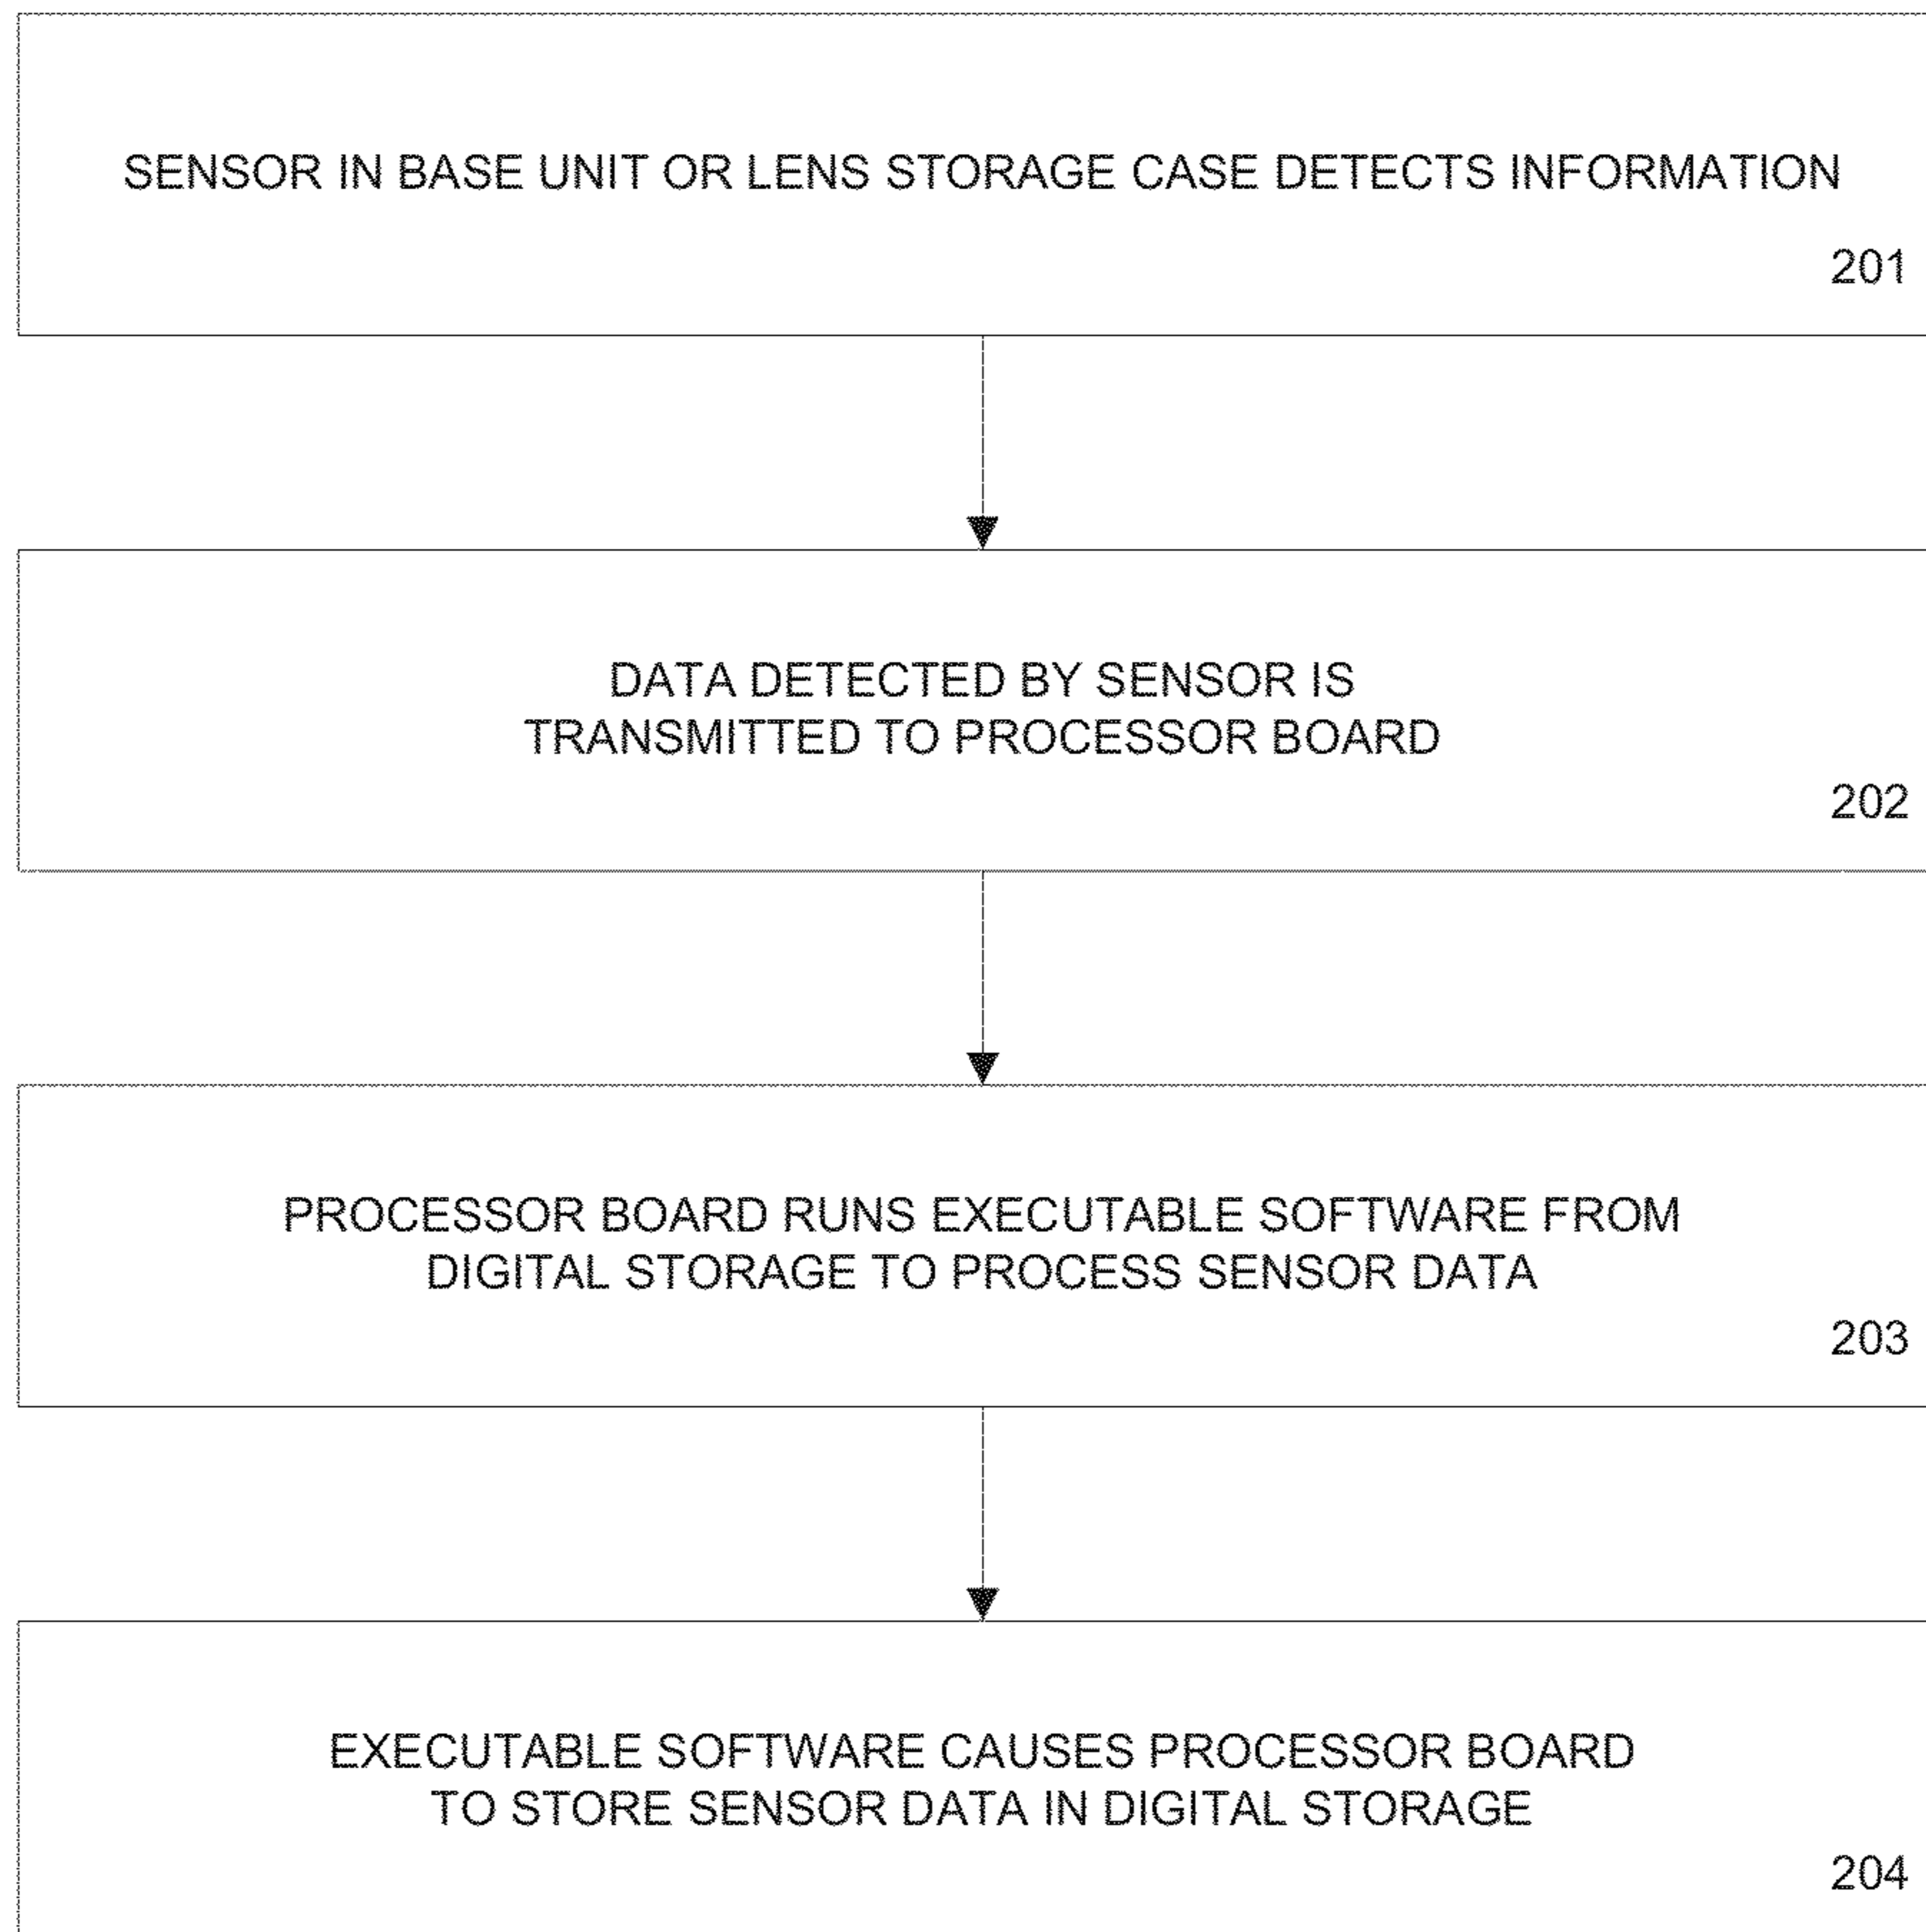 SENSOR IN BASE UNIT OR LENS STORAGE CASE DETECTS INFORMATION
201
DATA DETECTED BY SENSOR IS
TRANSMITTED TO PROCESSOR BOARD
202
PROCESSOR BOARD RUNS EXECUTABLE SOFTWARE FROM
DIGITAL STORAGE TO PROCESS SENSOR DATA
203
EXECUTABLE SOFTWARE CAUSES PROCESSOR BOARD
TO STORE SENSOR DATA IN DIGITAL STORAGE
204